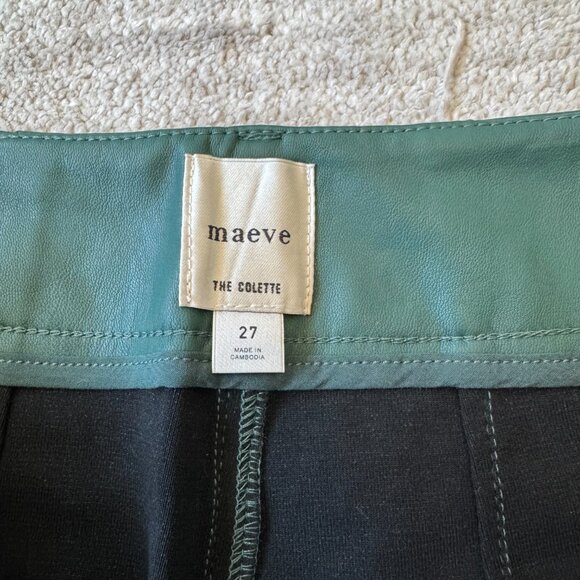 maeve
THE COLETTE
27
MADE IN
CAMBODIA